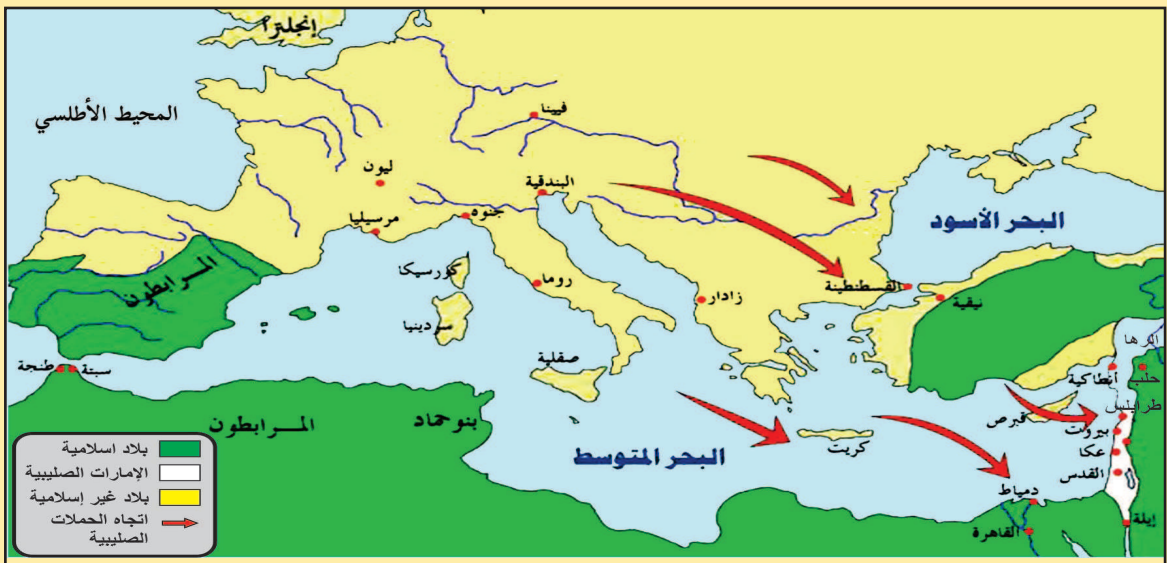 إنجلترا
المحيط الأطلسي
فيينا
ليون
البندقية
جنوه
مرسيليا
البحر الأسود
المرابطون
كورسيكا
روما
زادار
القسطنطينة
نيقية
سردينيا
صقلية
طنجة
سبتة
الرها
أنطاكية
حلب
طرابلس
قبرص
بيروت
عكا
القدس
المرابطون
بنو حماد
كريت
البحر المتوسط
دمياط
القاهرة
إيلة
بلاد اسلامية
الإمارات الصليبية
بلاد غير إسلامية
اتجاه الحملات
الصليبية